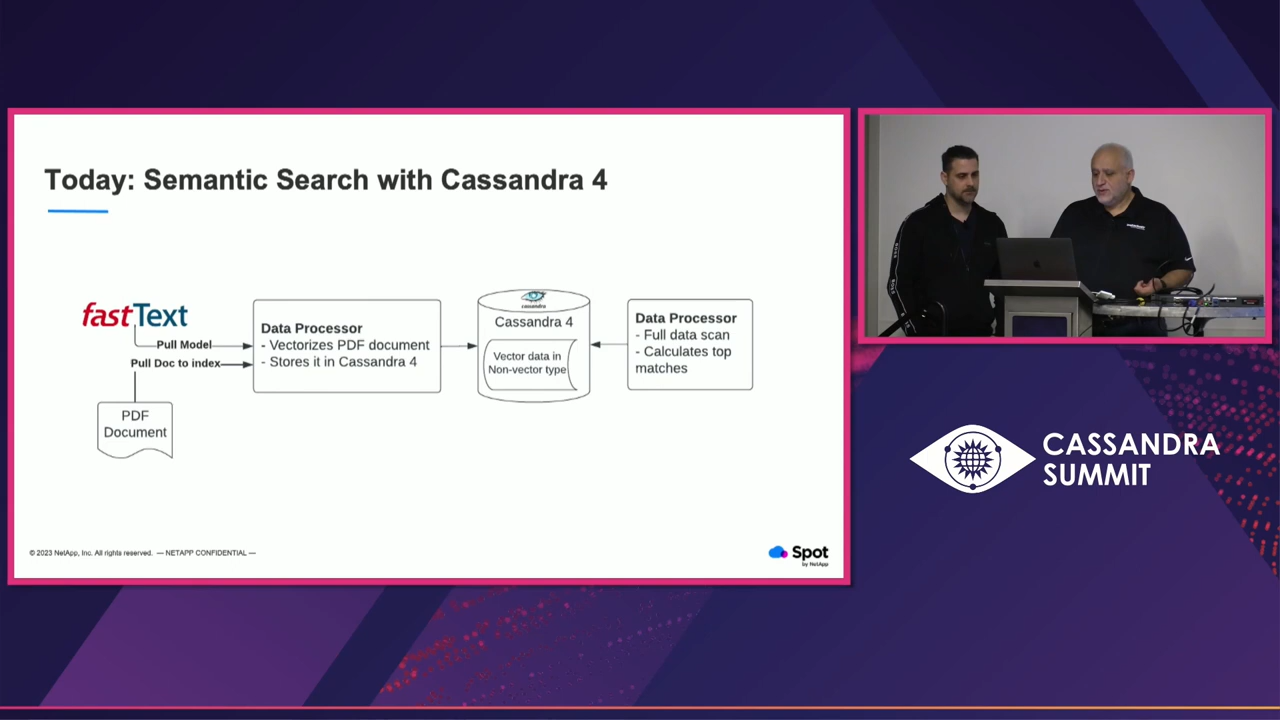 Today: Semantic Search with Cassandra 4
fastText
Pull Model
Pull Doc to index
PDF
Document
Data Processor
- Vectorizes PDF document
- Stores it in Cassandra 4
cassandra
Cassandra 4
Vector data in
Non-vector type
Data Processor
- Full data scan
- Calculates top
matches
© 2023 NetApp, Inc. All rights reserved. — NETAPP CONFIDENTIAL —
Spot
by NetApp
CASSANDRA
SUMMIT